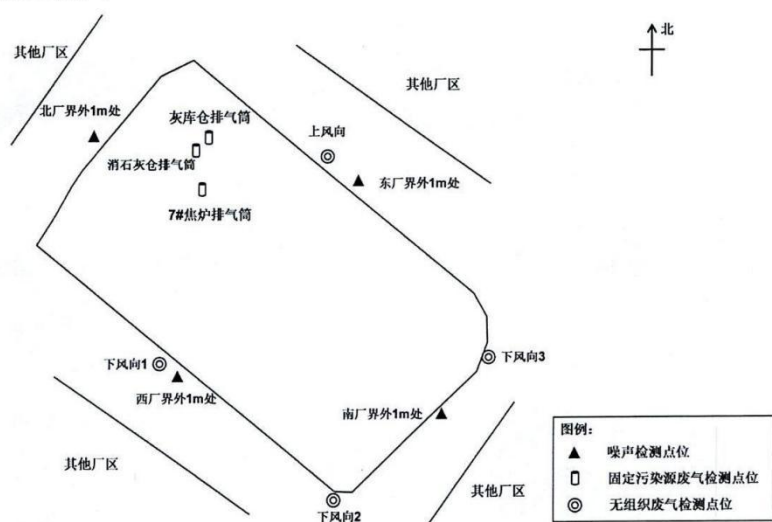 其他厂区
北
其他厂区
北厂界外1m处
灰库仓排气筒
上风向
消石灰仓排气筒
东厂界外1m处
7#焦炉排气筒
下风向1
下风向3
西厂界外1m处
南厂界外1m处
其他厂区
其他厂区
下风向2
图例：
噪声检测点位
固定污染源废气检测点位
无组织废气检测点位